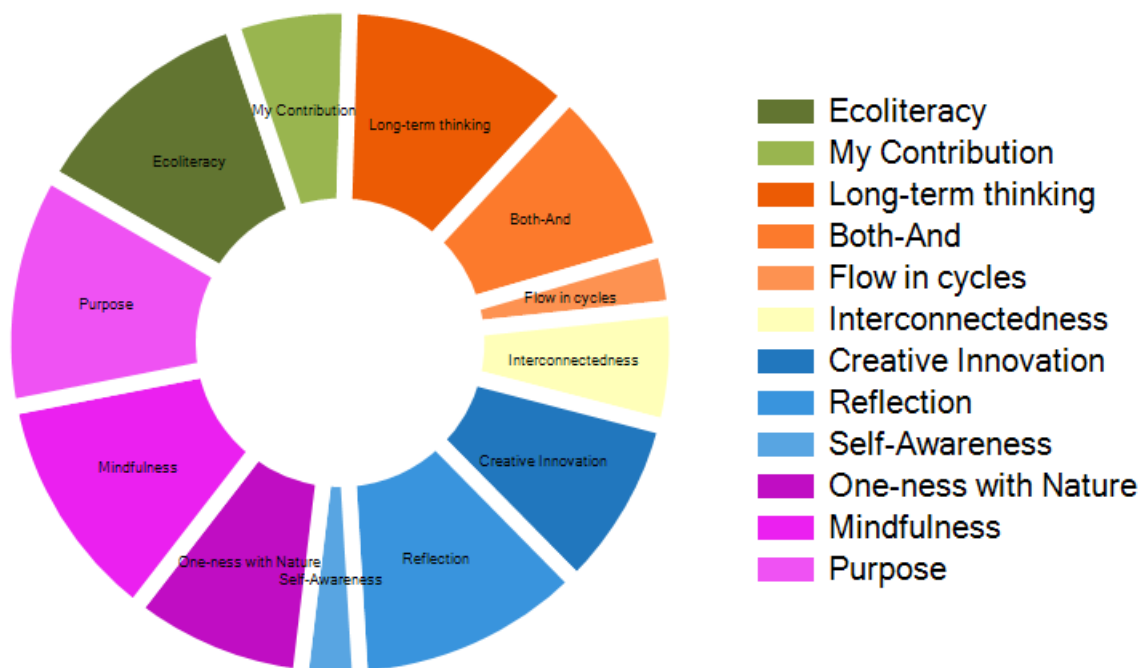 My Contribution
Long-term thinking
Ecoliteracy
Both-And
Purpose
Flow in cycles
Interconnectedness
Mindfulness
Creative Innovation
One-ness with Nature
Reflection
Self-Awareness
Ecoliteracy
My Contribution
Long-term thinking
Both-And
Flow in cycles
Interconnectedness
Creative Innovation
Reflection
Self-Awareness
One-ness with Nature
Mindfulness
Purpose